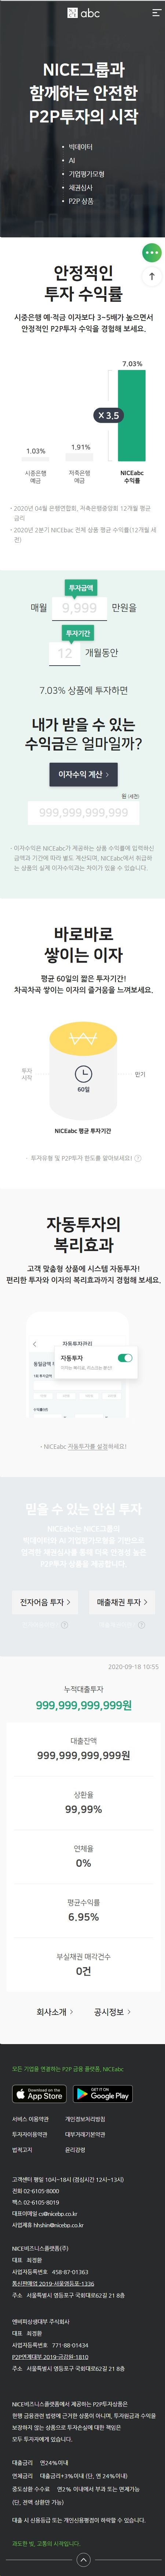 abc
NICE그룹과
함께하는 안전한
P2P투자의 시작
• 빅데이터
• AI
• 기업평가모형
• 채권심사
• P2P 상품
안정적인
투자 수익률
시중은행 예·적금 이자보다 3~5배가 높으면서
안정적인 P2P투자 수익을 경험해 보세요.
7.03%
X 3.5
1.91%
1.03%
시중은행
예금
저축은행
예금
NICEabc
수익률
- 2020년 04월 은행연합회, 저축은행중앙회 12개월 평균
금리
- 2020년 2분기 NICEabc 전체 상품 평균 수익률(12개월 세
전)
투자금액
매월 9,999 만원을
투자기간
12 개월동안
7.03% 상품에 투자하면
내가 받을 수 있는
수익금은 얼마일까?
이자수익 계산 >
원 (세전)
999,999,999,999
- 이자수익은 NICEabc가 제공하는 상품 수익률에 입력하신
금액과 기간에 따라 별도 계산되며, NICEabc에서 취급하
는 상품의 실제 이자수익과는 차이가 있을 수 있습니다.
바로바로
쌓이는 이자
평균 60일의 짧은 투자기간!
차곡차곡 쌓이는 이자의 즐거움을 느껴보세요.
투자
시작
60일
만기
NICEabc 평균 투자기간
투자유형 및 P2P투자 한도를 알아보세요! ?
자동투자의
복리효과
고객 맞춤형 상품에 시스템 자동투자!
편리한 투자와 이자의 복리효과까지 경험해 보세요.
자동투자관리
자동투자
동일금액
- NICEabc 자동투자를 설정하세요!
믿을 수 있는 안심 투자
NICEabc는 NICE그룹의
빅데이터와 AI 기업평가모형을 기반으로
엄격한 채권심사를 통해 더욱 안정성 높은
P2P투자 상품을 제공합니다.
전자어음 투자 >
매출채권 투자 >
2020-09-18 10:55
누적대출투자
999,999,999,999원
대출잔액
999,999,999,999원
상환율
99,99%
연체율
0%
평균수익률
6.95%
부실채권 매각건수
0건
회사소개 >
공시정보 >
모든 기업을 연결하는 P2P 금융 플랫폼, NICEabc
Download on the
App Store
GET IT ON
Google Play
서비스 이용약관
개인정보처리방침
투자자이용약관
대부거래기본약관
법적고지
윤리강령
고객센터 평일 10시~18시 (점심시간 12시~13시)
전화 02-6105-8000
팩스 02-6105-8019
대표이메일 cs@nicebp.co.kr
사업제휴 hhshin@nicebp.co.kr
NICE비즈니스플랫폼(주)
대표 최정환
사업자등록번호 458-87-01363
통신판매업 2019-서울영등포-1336
주소 서울특별시 영등포구 국회대로62길 21 8층
엔비피상생대부 주식회사
대표 최정환
사업자등록번호 771-88-01434
P2P연계대부 2019-금감원-1810
주소 서울특별시 영등포구 국회대로62길 21 8층
NICE비즈니스플랫폼에서 제공하는 P2P투자상품은
현행 금융관련 법령에 근거한 상품이 아니며, 투자원금과 수익을
보장하지 않는 상품으로 투자손실에 대한 책임은
모두 투자자에게 있습니다.
대출금리 연24%이내
연체금리 대출금리+3%이내 (단, 연 24%이내)
중도상환 수수료 연2% 이내에서 부과 또는 면제가능
(단, 전액 상환만 가능)
대출 시 신용등급 또는 개인신용평점이 하락할 수 있습니다.
과도한 빚, 고통의 시작입니다.